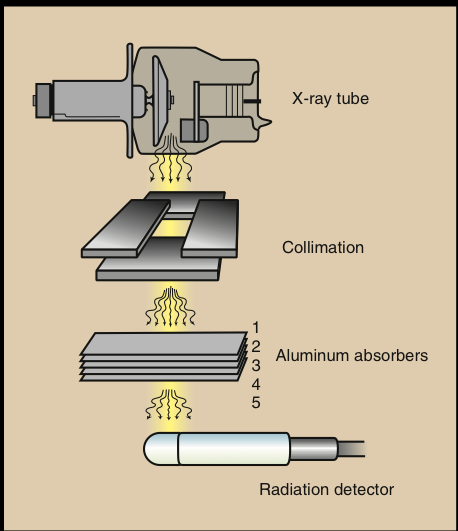 X-ray tube
Collimation
1
2
3
4
5
Aluminum absorbers
Radiation detector